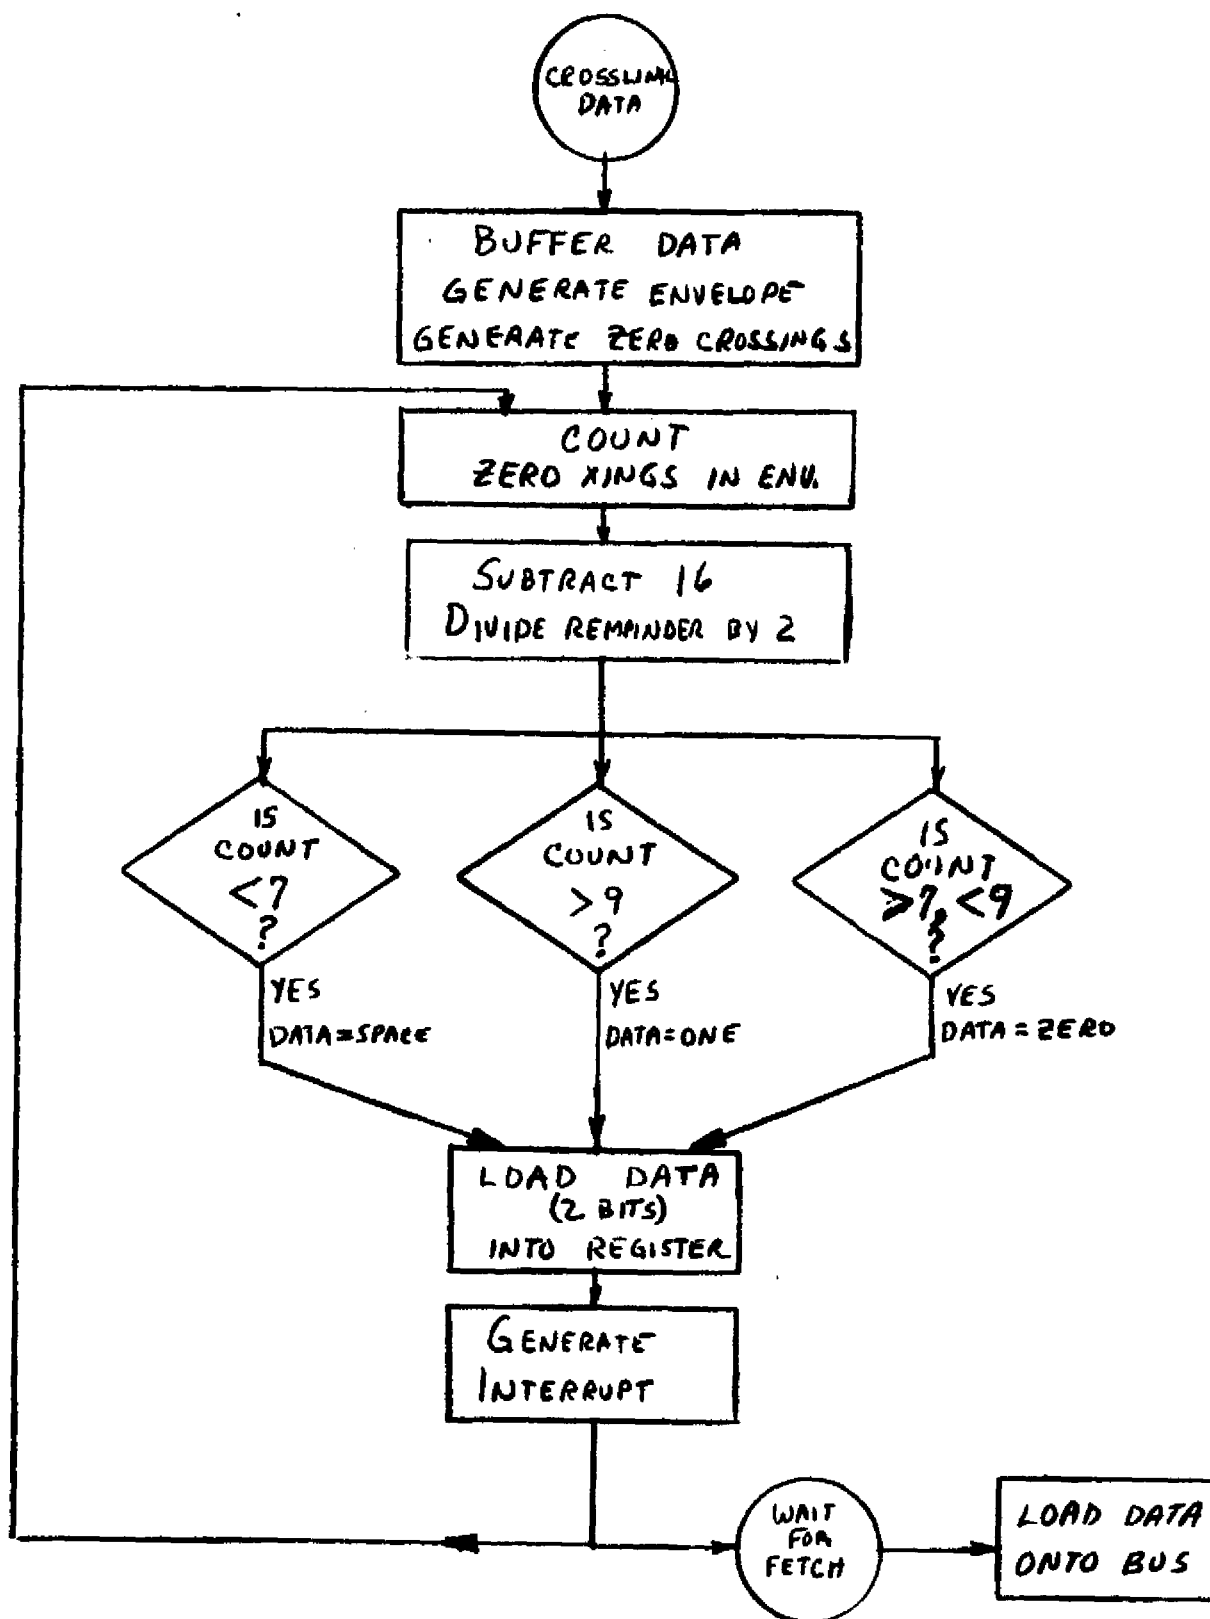 CROSSLINK
DATA
BUFFER DATA
GENERATE ENVELOPE
GENERATE ZERO CROSSINGS
COUNT
ZERO XINGS IN ENV.
SUBTRACT 16
DIVIDE REMAINDER BY 2
IS
COUNT
<7
?
YES
DATA=SPACE
IS
COUNT
>9
?
YES
DATA=ONE
IS
COUNT
≥7, <9
?
YES
DATA=ZERO
LOAD DATA
(2 BITS)
INTO REGISTER
GENERATE
INTERRUPT
WAIT
FOR
FETCH
LOAD DATA
ONTO BUS